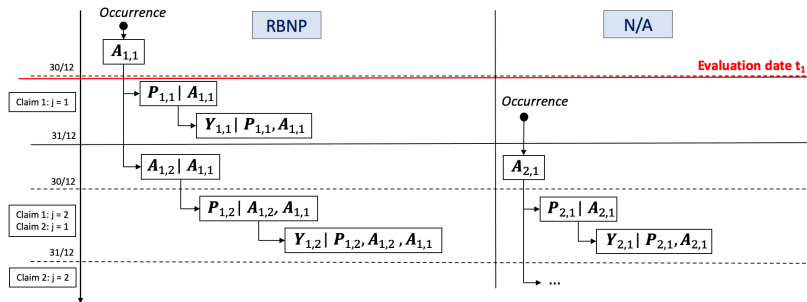 Occurrence
RBNP
N/A
A₁,₁
30/12
Evaluation date t₁
Claim 1: j = 1
P₁,₁ | A₁,₁
Occurrence
Y₁,₁ | P₁,₁, A₁,₁
31/12
A₁,₂ | A₁,₁
A₂,₁
30/12
Claim 1: j = 2
Claim 2: j = 1
P₁,₂ | A₁,₂, A₁,₁
P₂,₁ | A₂,₁
Y₁,₂ | P₁,₂, A₁,₂ , A₁,₁
Y₂,₁ | P₂,₁, A₂,₁
31/12
Claim 2: j = 2
...